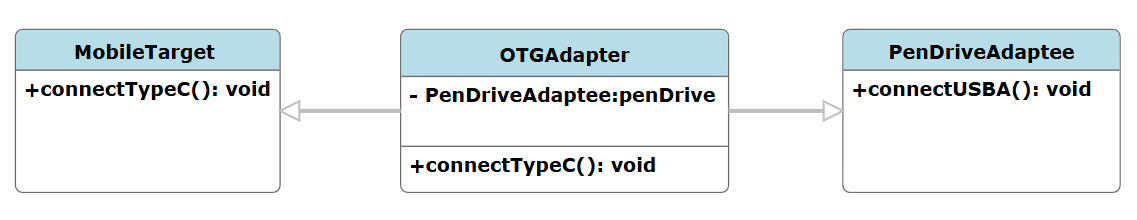 MobileTarget
+connectTypeC(): void
OTGAdapter
- PenDriveAdaptee:penDrive
+connectTypeC(): void
PenDriveAdaptee
+connectUSBA(): void